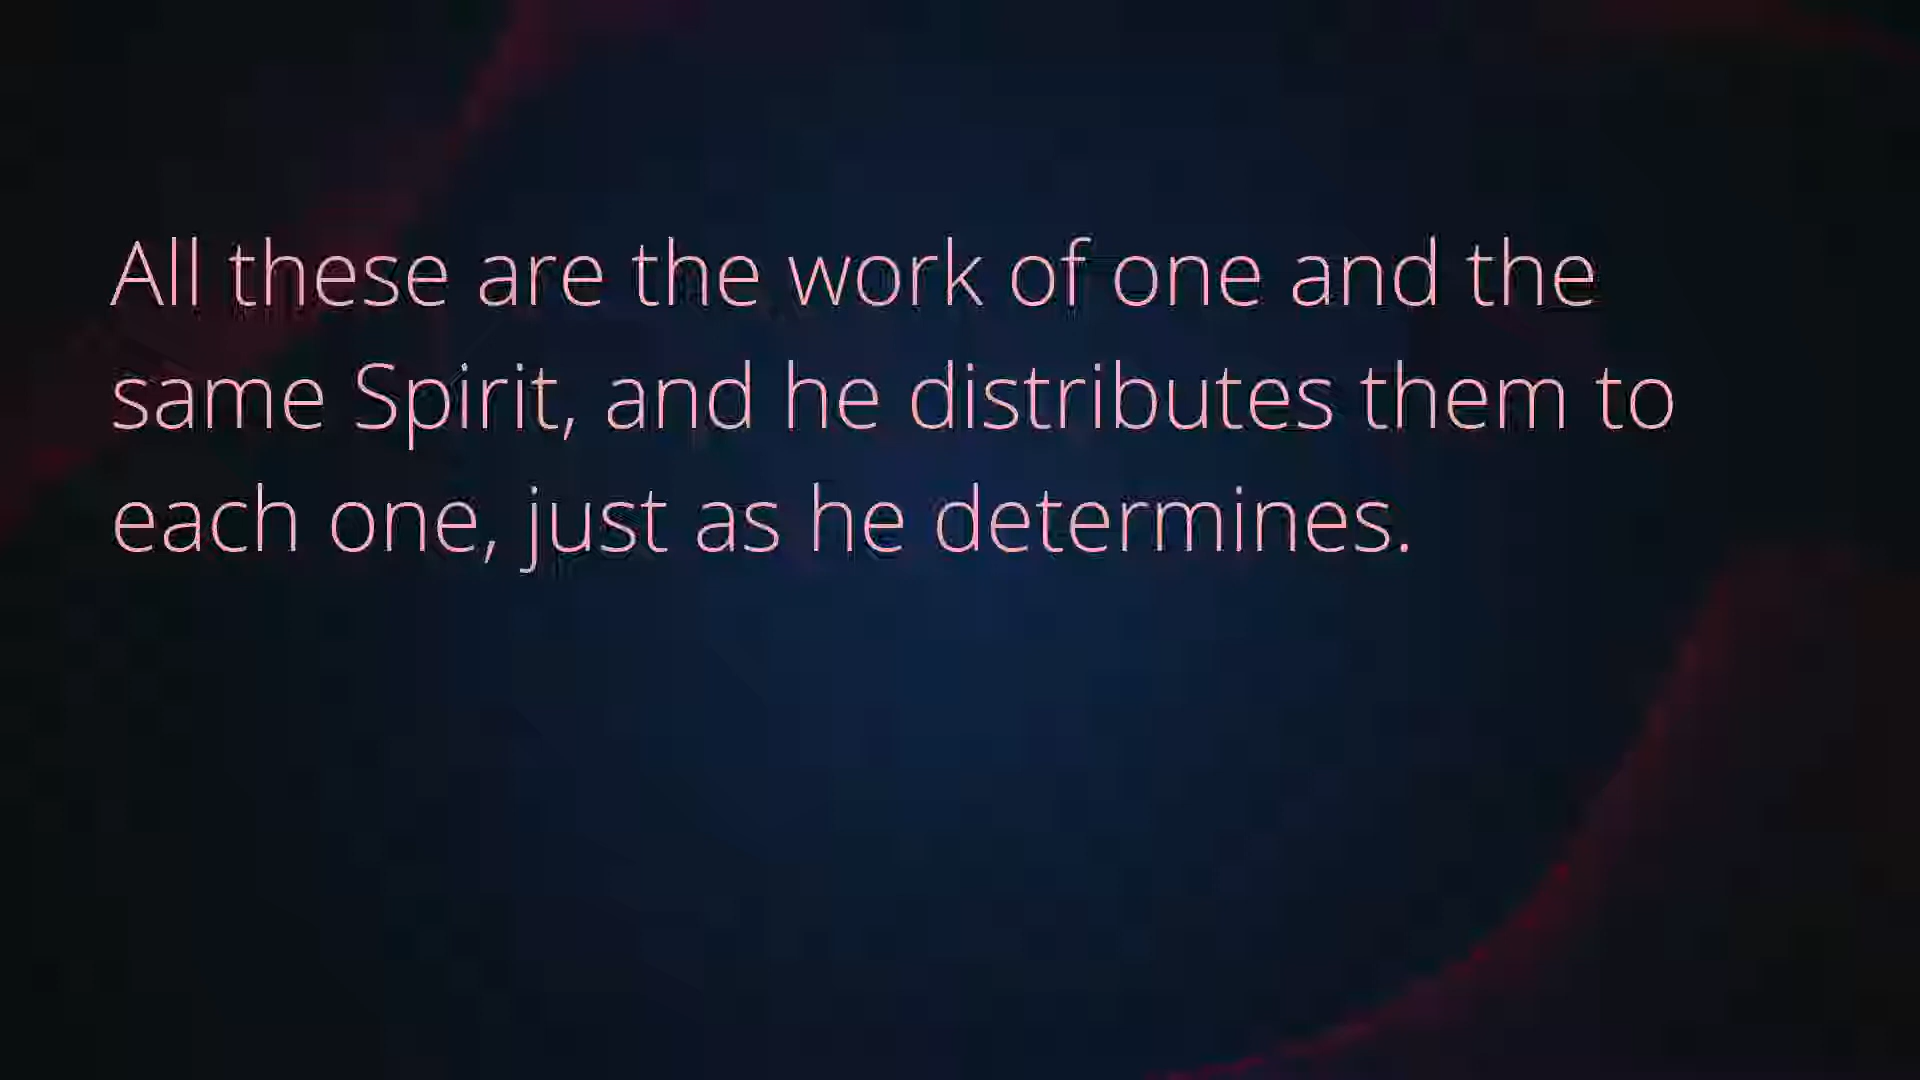 All these are the work of one and the
same Spirit, and he distributes them to
each one, just as he determines.